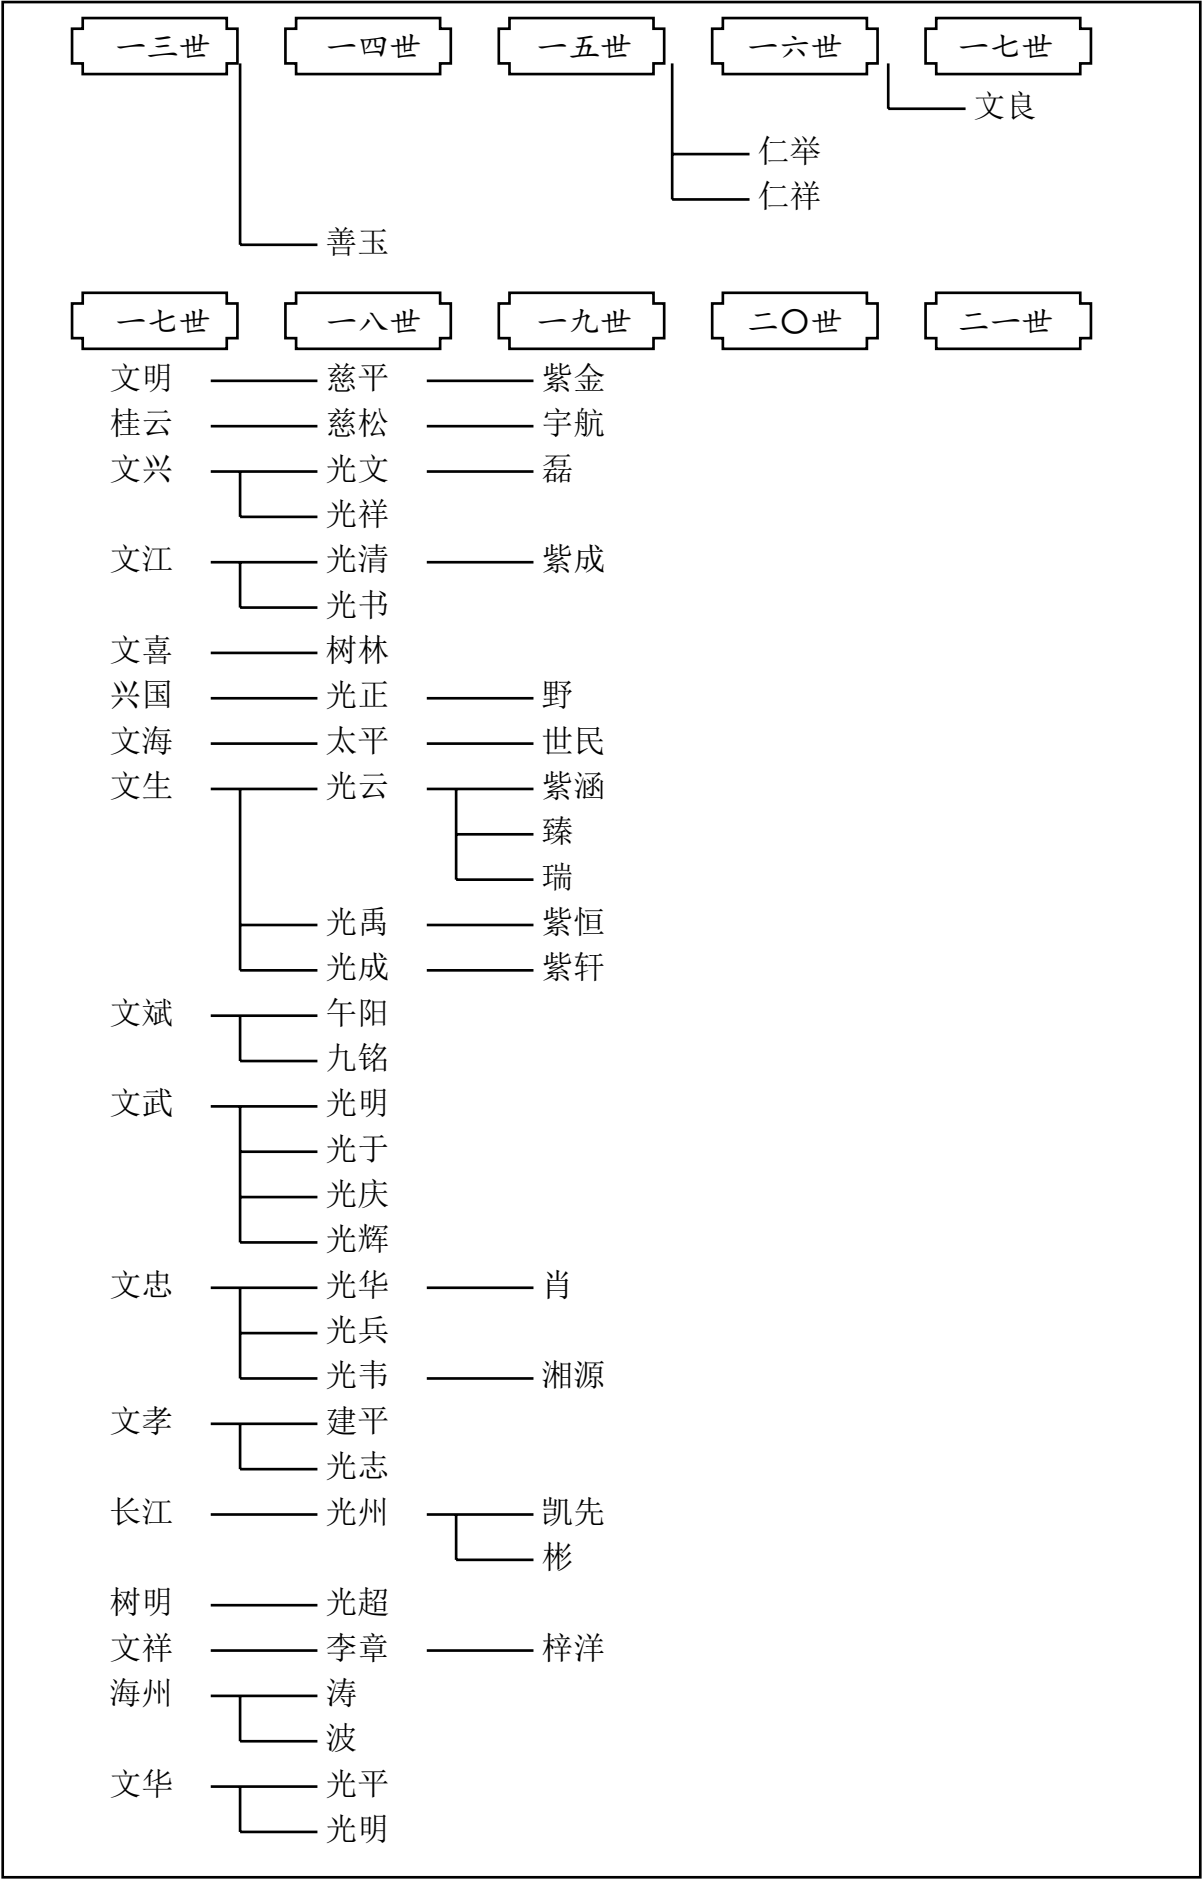 一三世 一四世 一五世 一六世 一七世
文良
仁举
仁祥
善玉
一七世 一八世 一九世 二〇世 二一世
文明 慈平 紫金
桂云 慈松 宇航
文兴 光文 磊
光祥
文江 光清 紫成
光书
文喜 树林
兴国 光正 野
文海 太平 世民
文生 光云 紫涵
臻
瑞
光禹 紫恒
光成 紫轩
文斌 午阳
九铭
文武 光明
光于
光庆
光辉
文忠 光华 肖
光兵
光韦 湘源
文孝 建平
光志
长江 光州 凯先
彬
树明 光超
文祥 李章 梓洋
海州 涛
波
文华 光平
光明